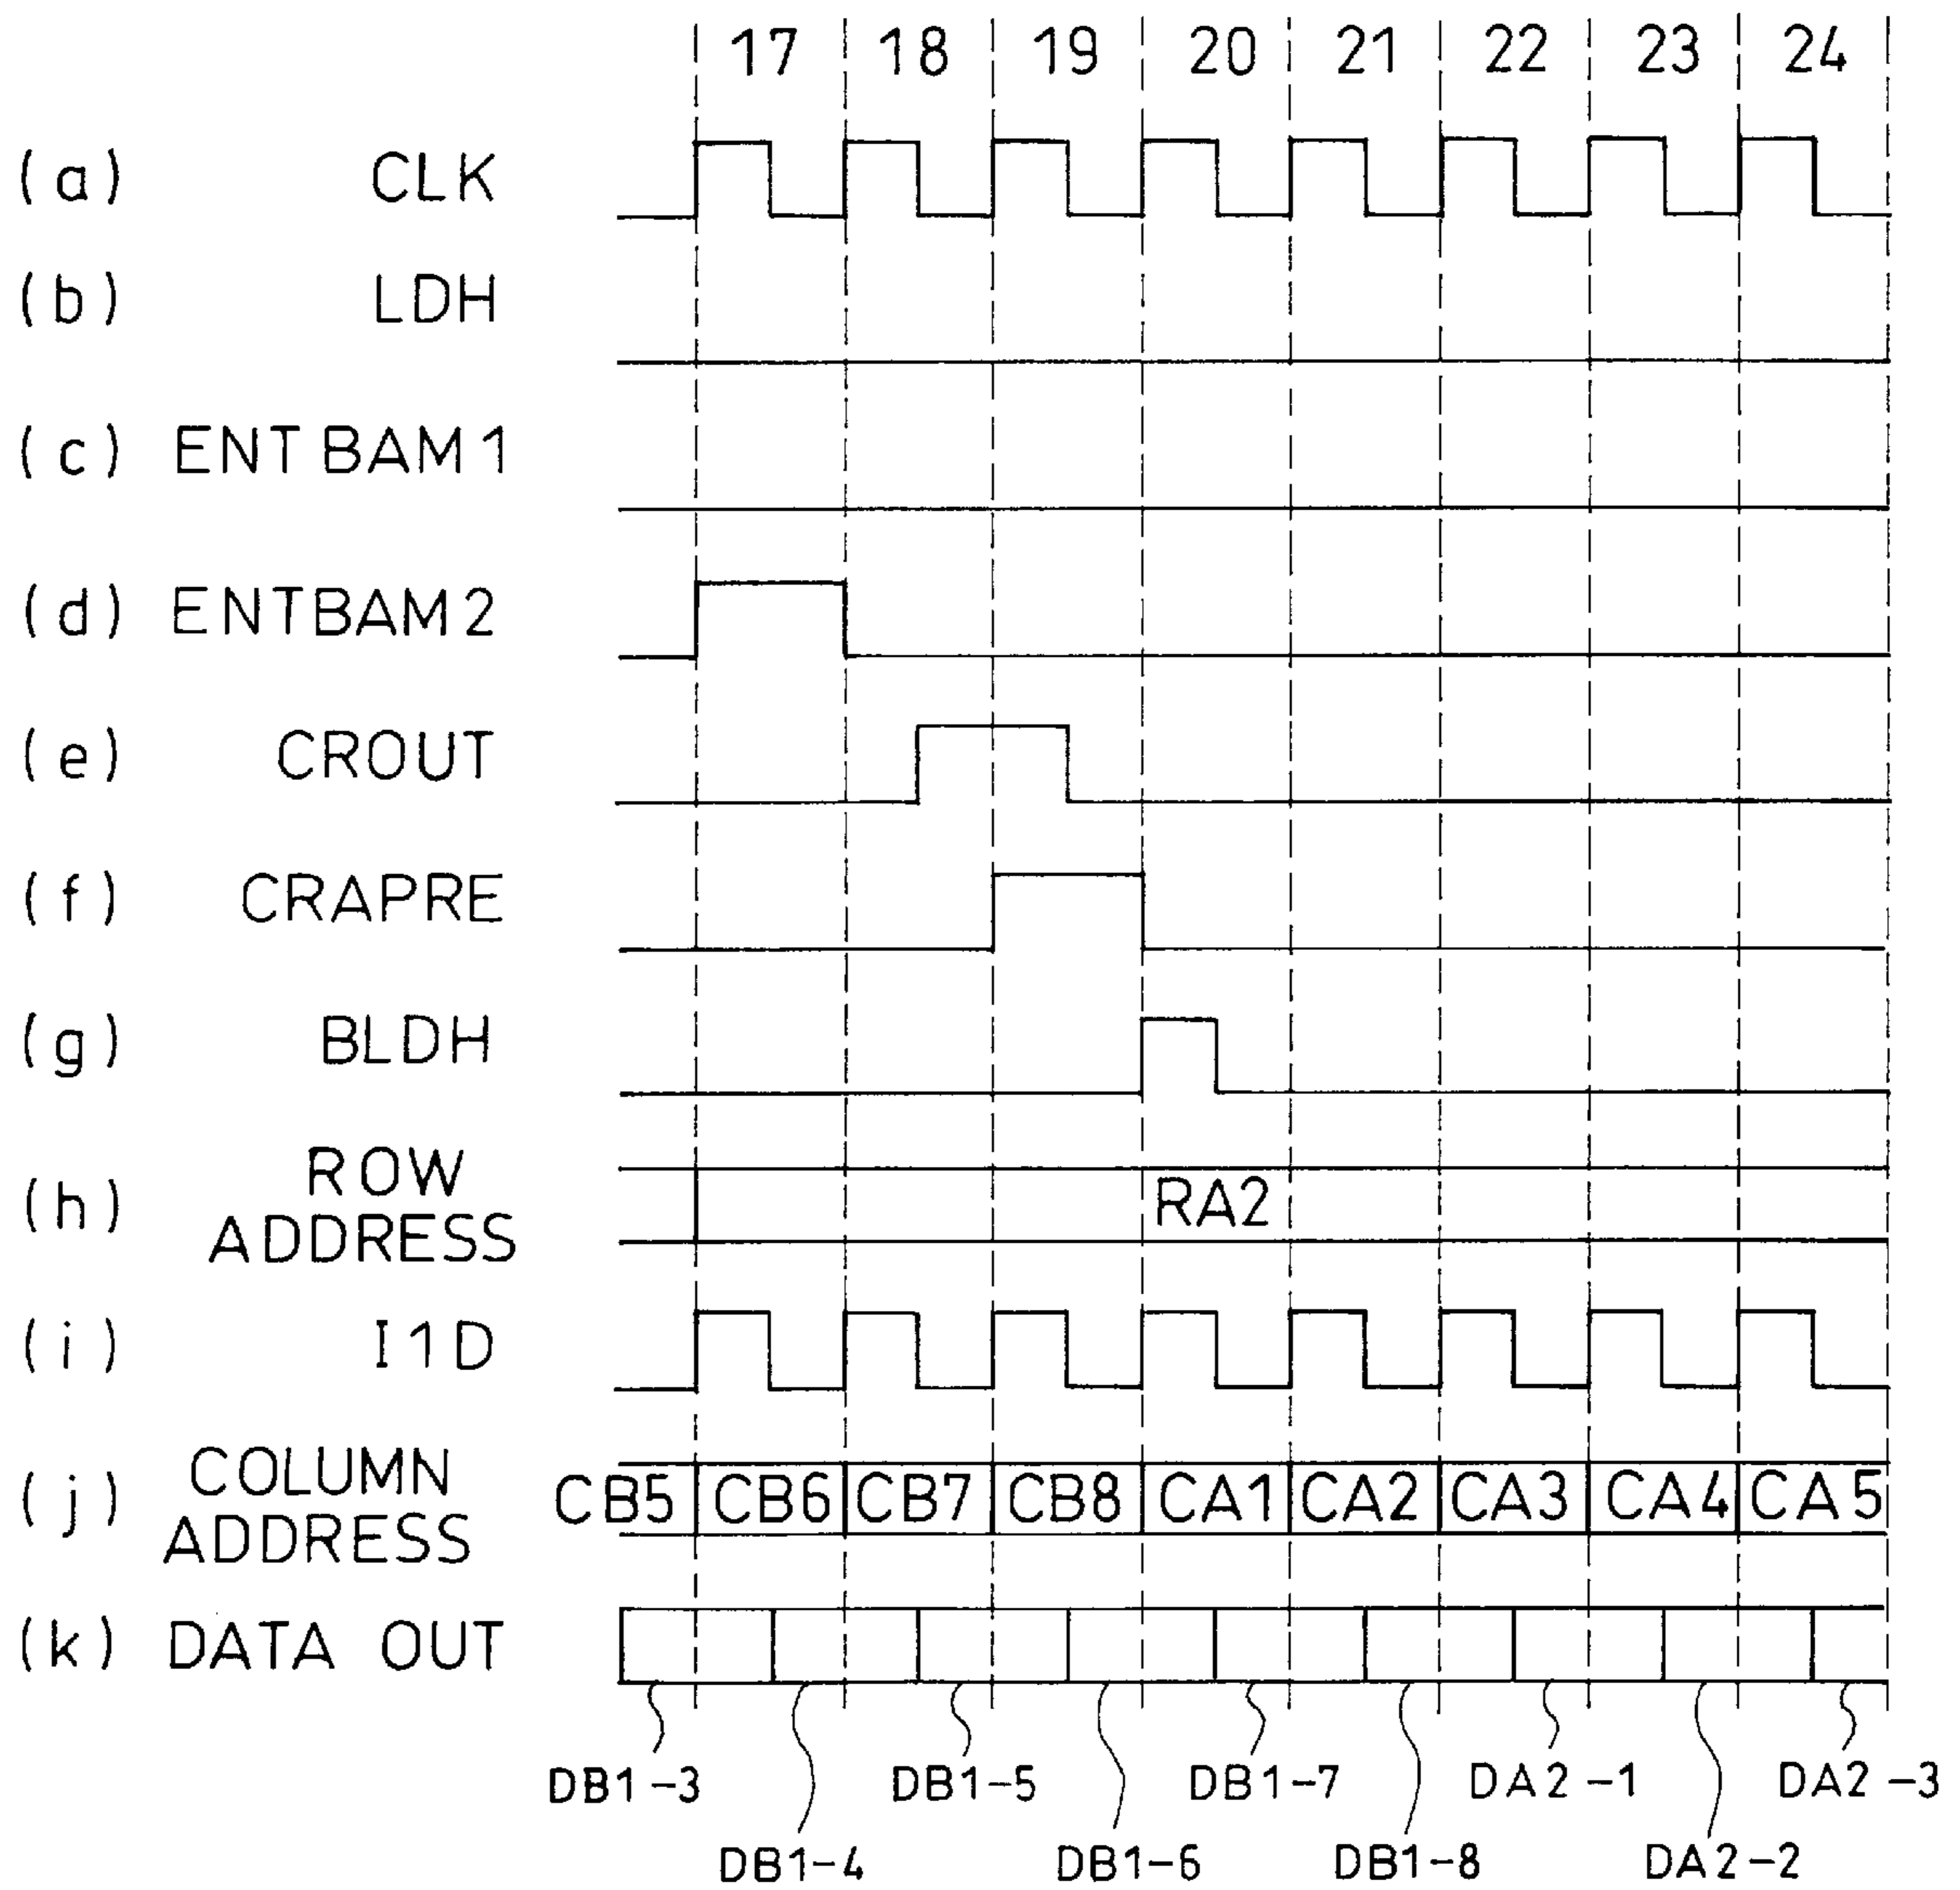 17 18 19 20 21 22 23 24
(a) CLK
(b) LDH
(c) ENTBAM1
(d) ENTBAM2
(e) CROUT
(f) CRAPRE
(g) BLDH
(h) ROW ADDRESS RA2
(i) I1D
(j) COLUMN ADDRESS CB5 CB6 CB7 CB8 CA1 CA2 CA3 CA4 CA5
(k) DATA OUT
DB1-3 DB1-5 DB1-7 DA2-1 DA2-3
DB1-4 DB1-6 DB1-8 DA2-2